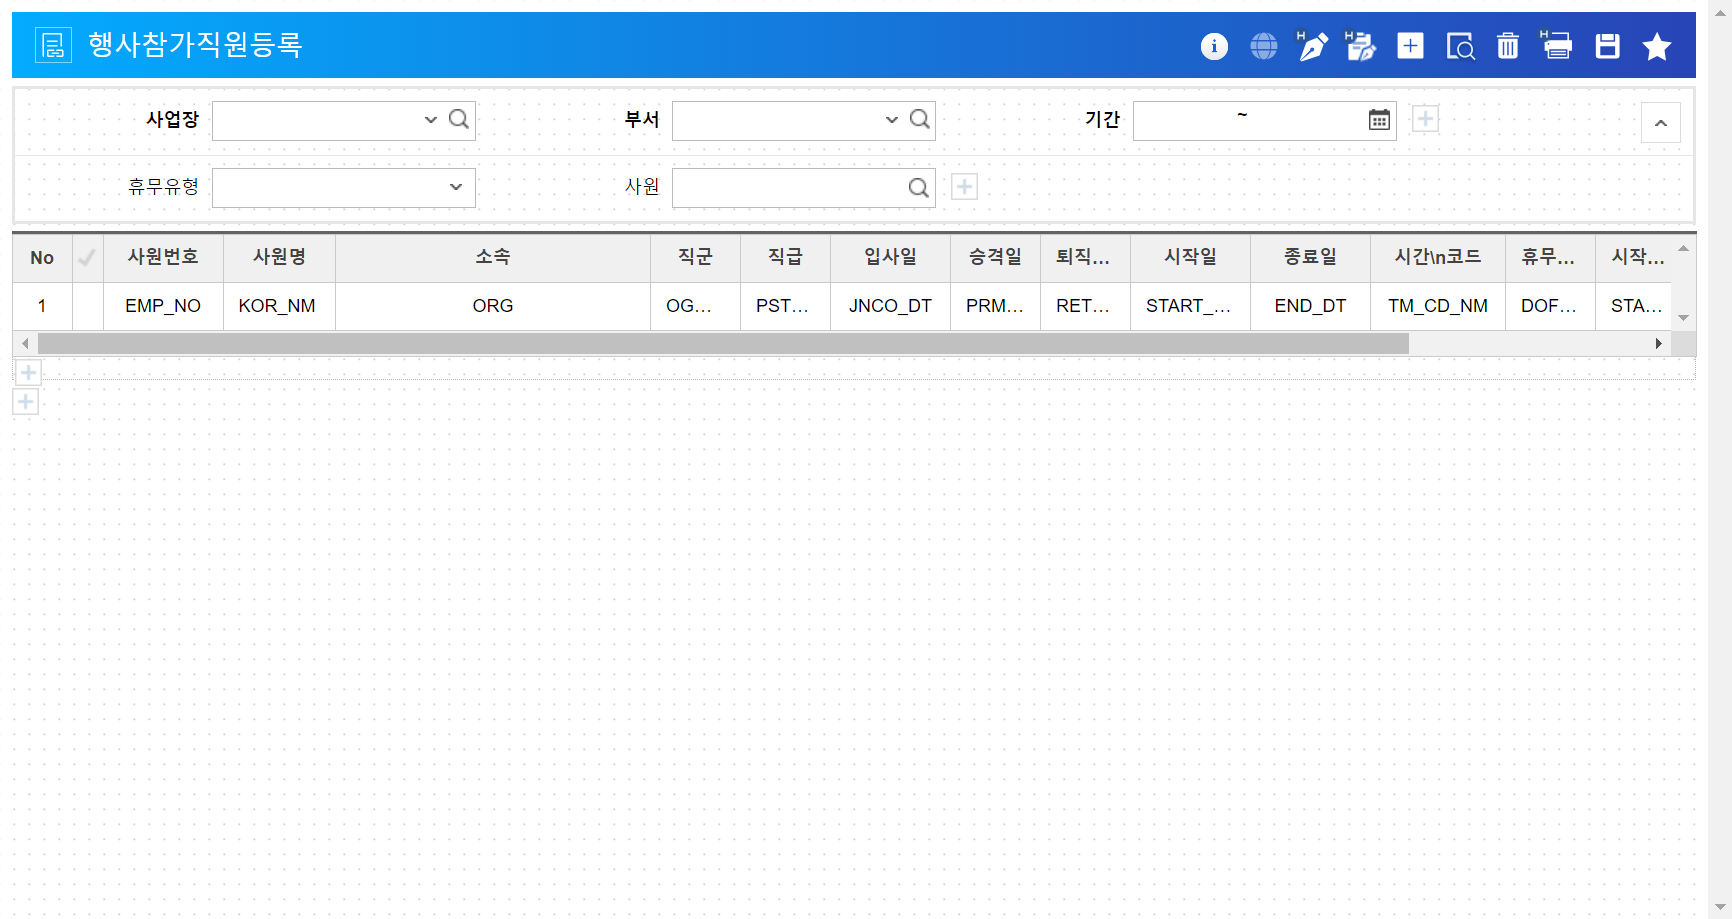 행사참가직원등록
H H H
사업장 부서 기간 ~
휴무유형 사원
No 사원번호 사원명 소속 직군 직급 입사일 승격일 퇴직... 시작일 종료일 시간\n코드 휴무... 시작...
1 EMP_NO KOR_NM ORG OG... PST... JNCO_DT PRM... RET... START_... END_DT TM_CD_NM DOF... STA...